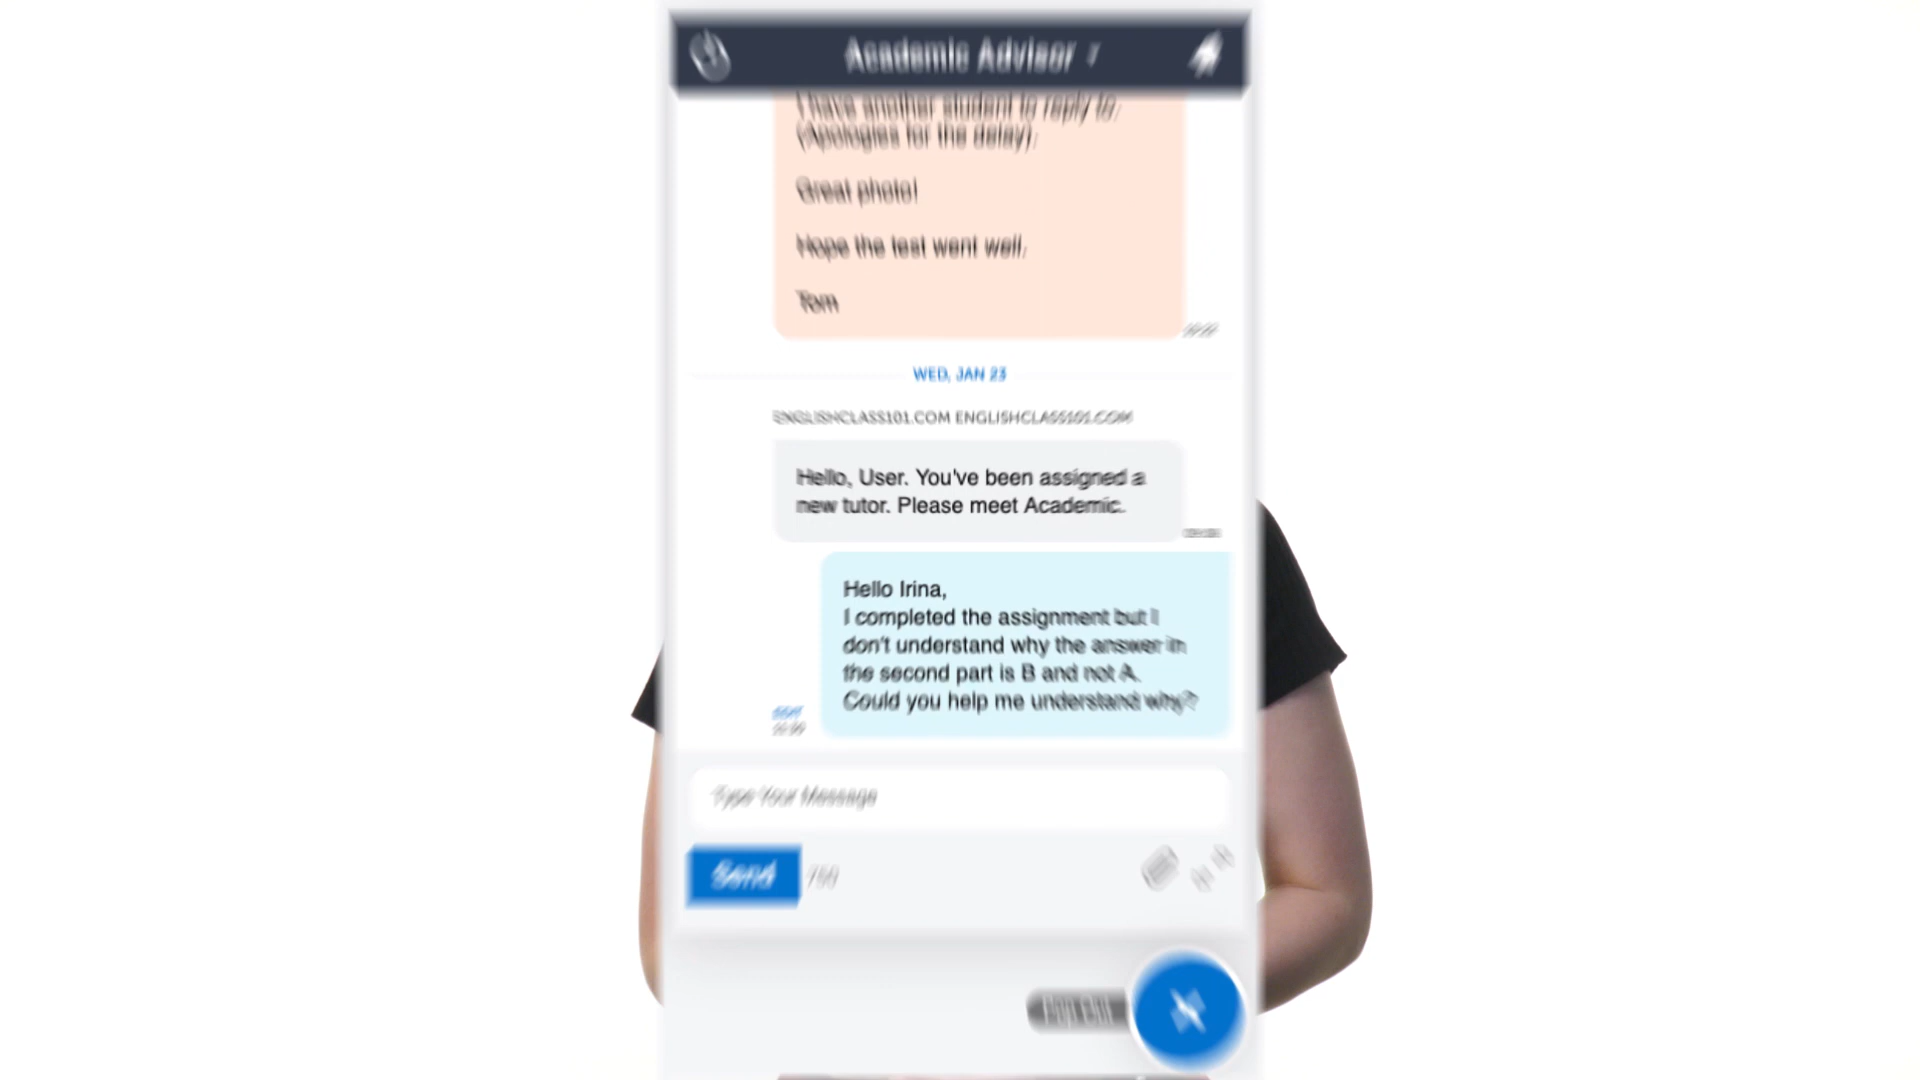 Academic Advisor
I have another student to reply to.
(Apologies for the delay).
Great photo!
Hope the test went well.
Tom
WED, JAN 23
ENGLISHCLASS101.COM ENGLISHCLASS101.COM
Hello, User. You've been assigned a
new tutor. Please meet Academic.
Hello Irina,
I completed the assignment but I
don't understand why the answer in
the second part is B and not A.
Could you help me understand why?
Type Your Message
Send